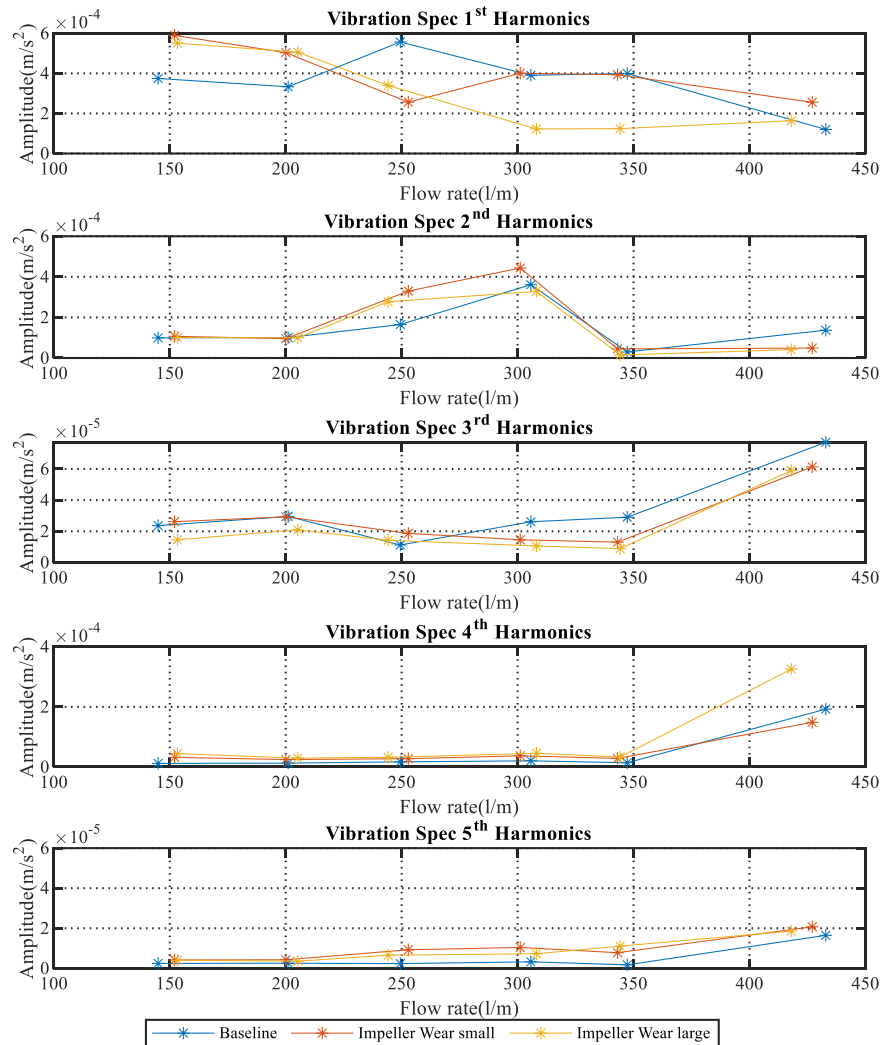 Vibration Spec 1st Harmonics
×10-4
6
4
2
0
Amplitude(m/s2)
100 150 200 250 300 350 400 450
Flow rate(l/m)
Vibration Spec 2nd Harmonics
×10-4
6
4
2
0
Amplitude(m/s2)
100 150 200 250 300 350 400 450
Flow rate(l/m)
Vibration Spec 3rd Harmonics
×10-5
6
4
2
0
Amplitude(m/s2)
100 150 200 250 300 350 400 450
Flow rate(l/m)
Vibration Spec 4th Harmonics
×10-4
4
2
0
Amplitude(m/s2)
100 150 200 250 300 350 400 450
Flow rate(l/m)
Vibration Spec 5th Harmonics
×10-5
6
4
2
0
Amplitude(m/s2)
100 150 200 250 300 350 400 450
Flow rate(l/m)
Baseline Impeller Wear small Impeller Wear large